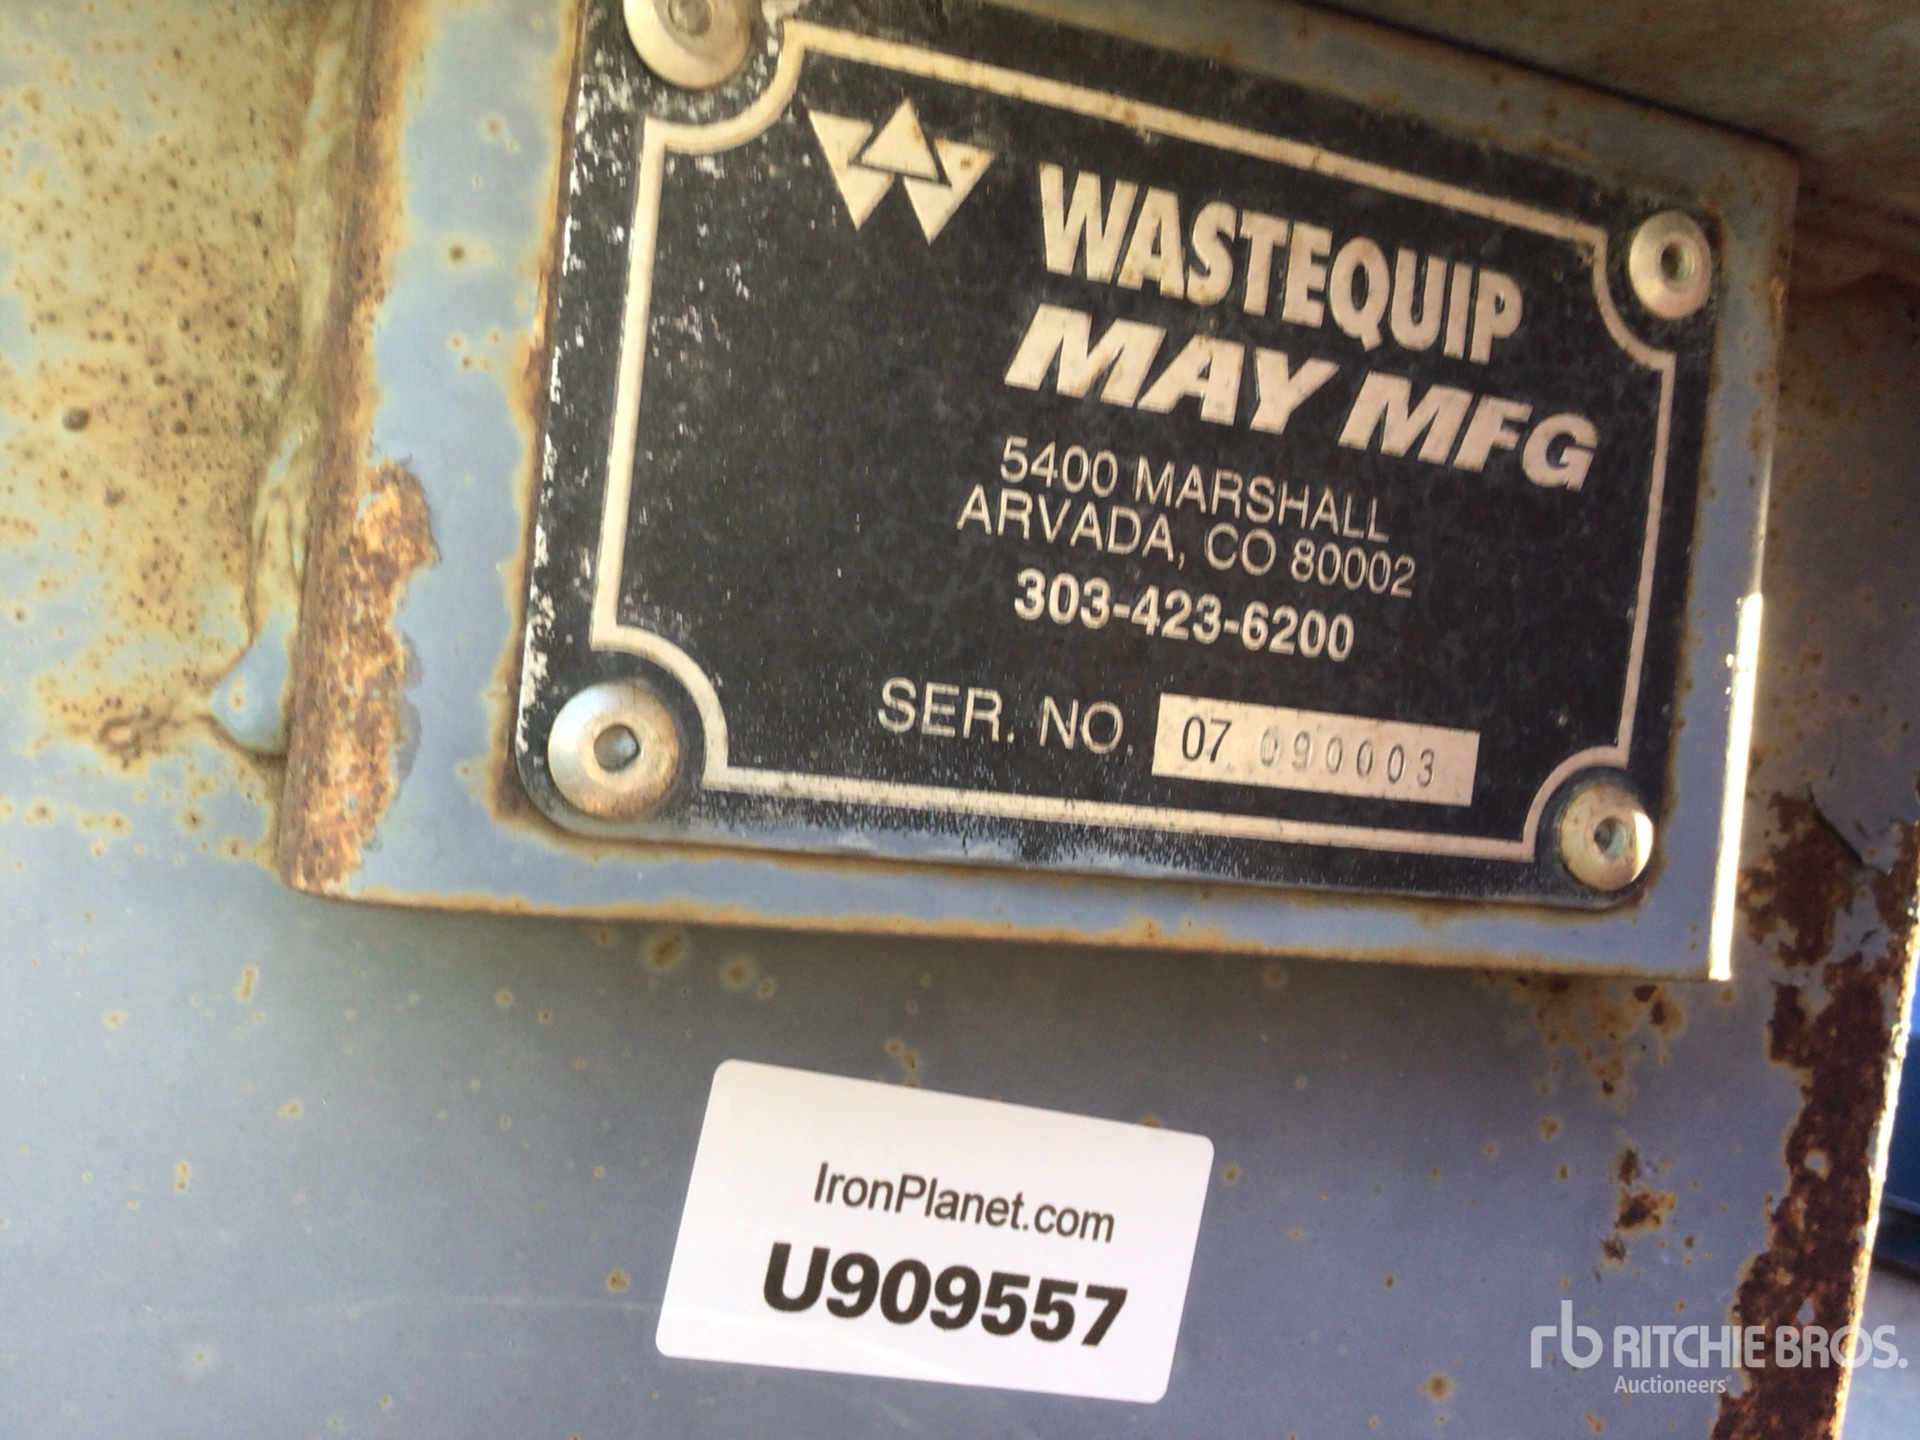 WASTEQUIP
MAY MFG
5400 MARSHALL
ARVADA, CO 80002
303-423-6200
SER. NO. 07 090003
IronPlanet.com
U909557
rb RITCHIE BROS.
Auctioneers